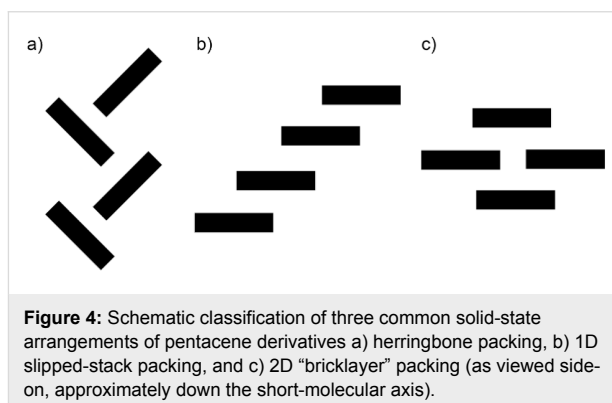 a)
b)
c)
Figure 4: Schematic classification of three common solid-state
arrangements of pentacene derivatives a) herringbone packing, b) 1D
slipped-stack packing, and c) 2D “bricklayer” packing (as viewed side-
on, approximately down the short-molecular axis).